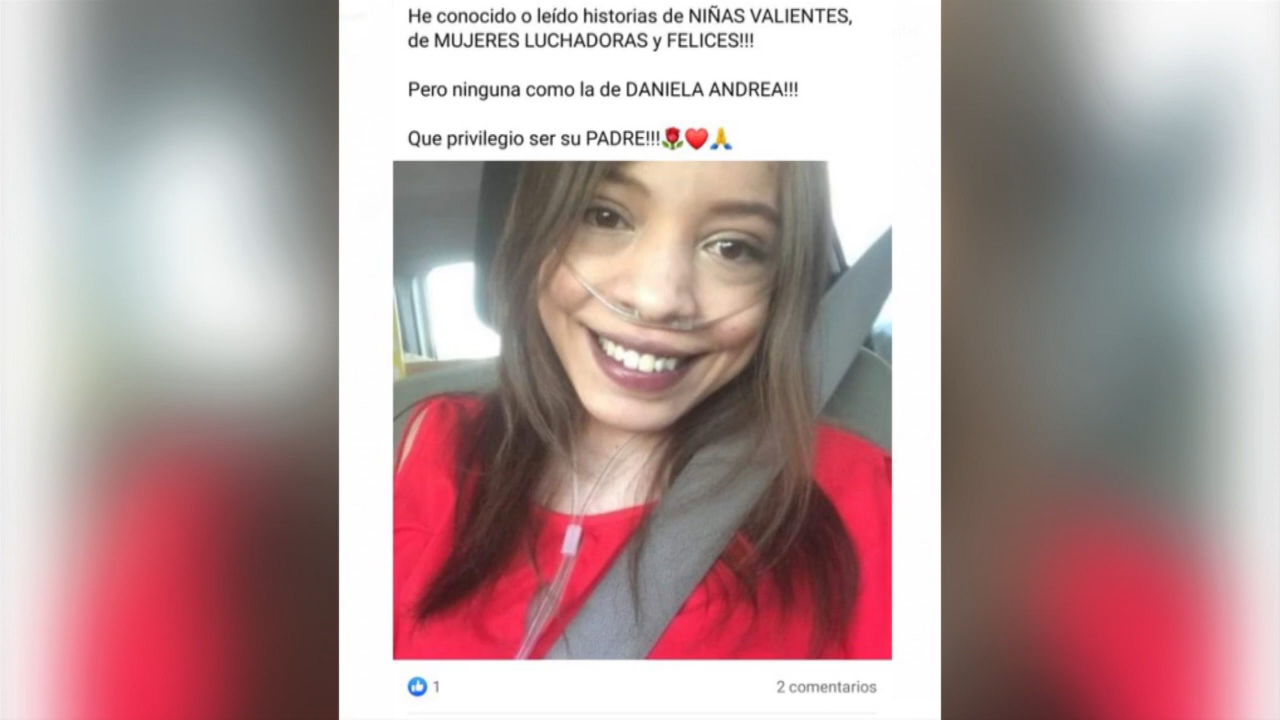 He conocido o leído historias de NIÑAS VALIENTES,
de MUJERES LUCHADORAS y FELICES!!!
Pero ninguna como la de DANIELA ANDREA!!!
Que privilegio ser su PADRE!!!🌹❤️🙏
1
2 comentarios